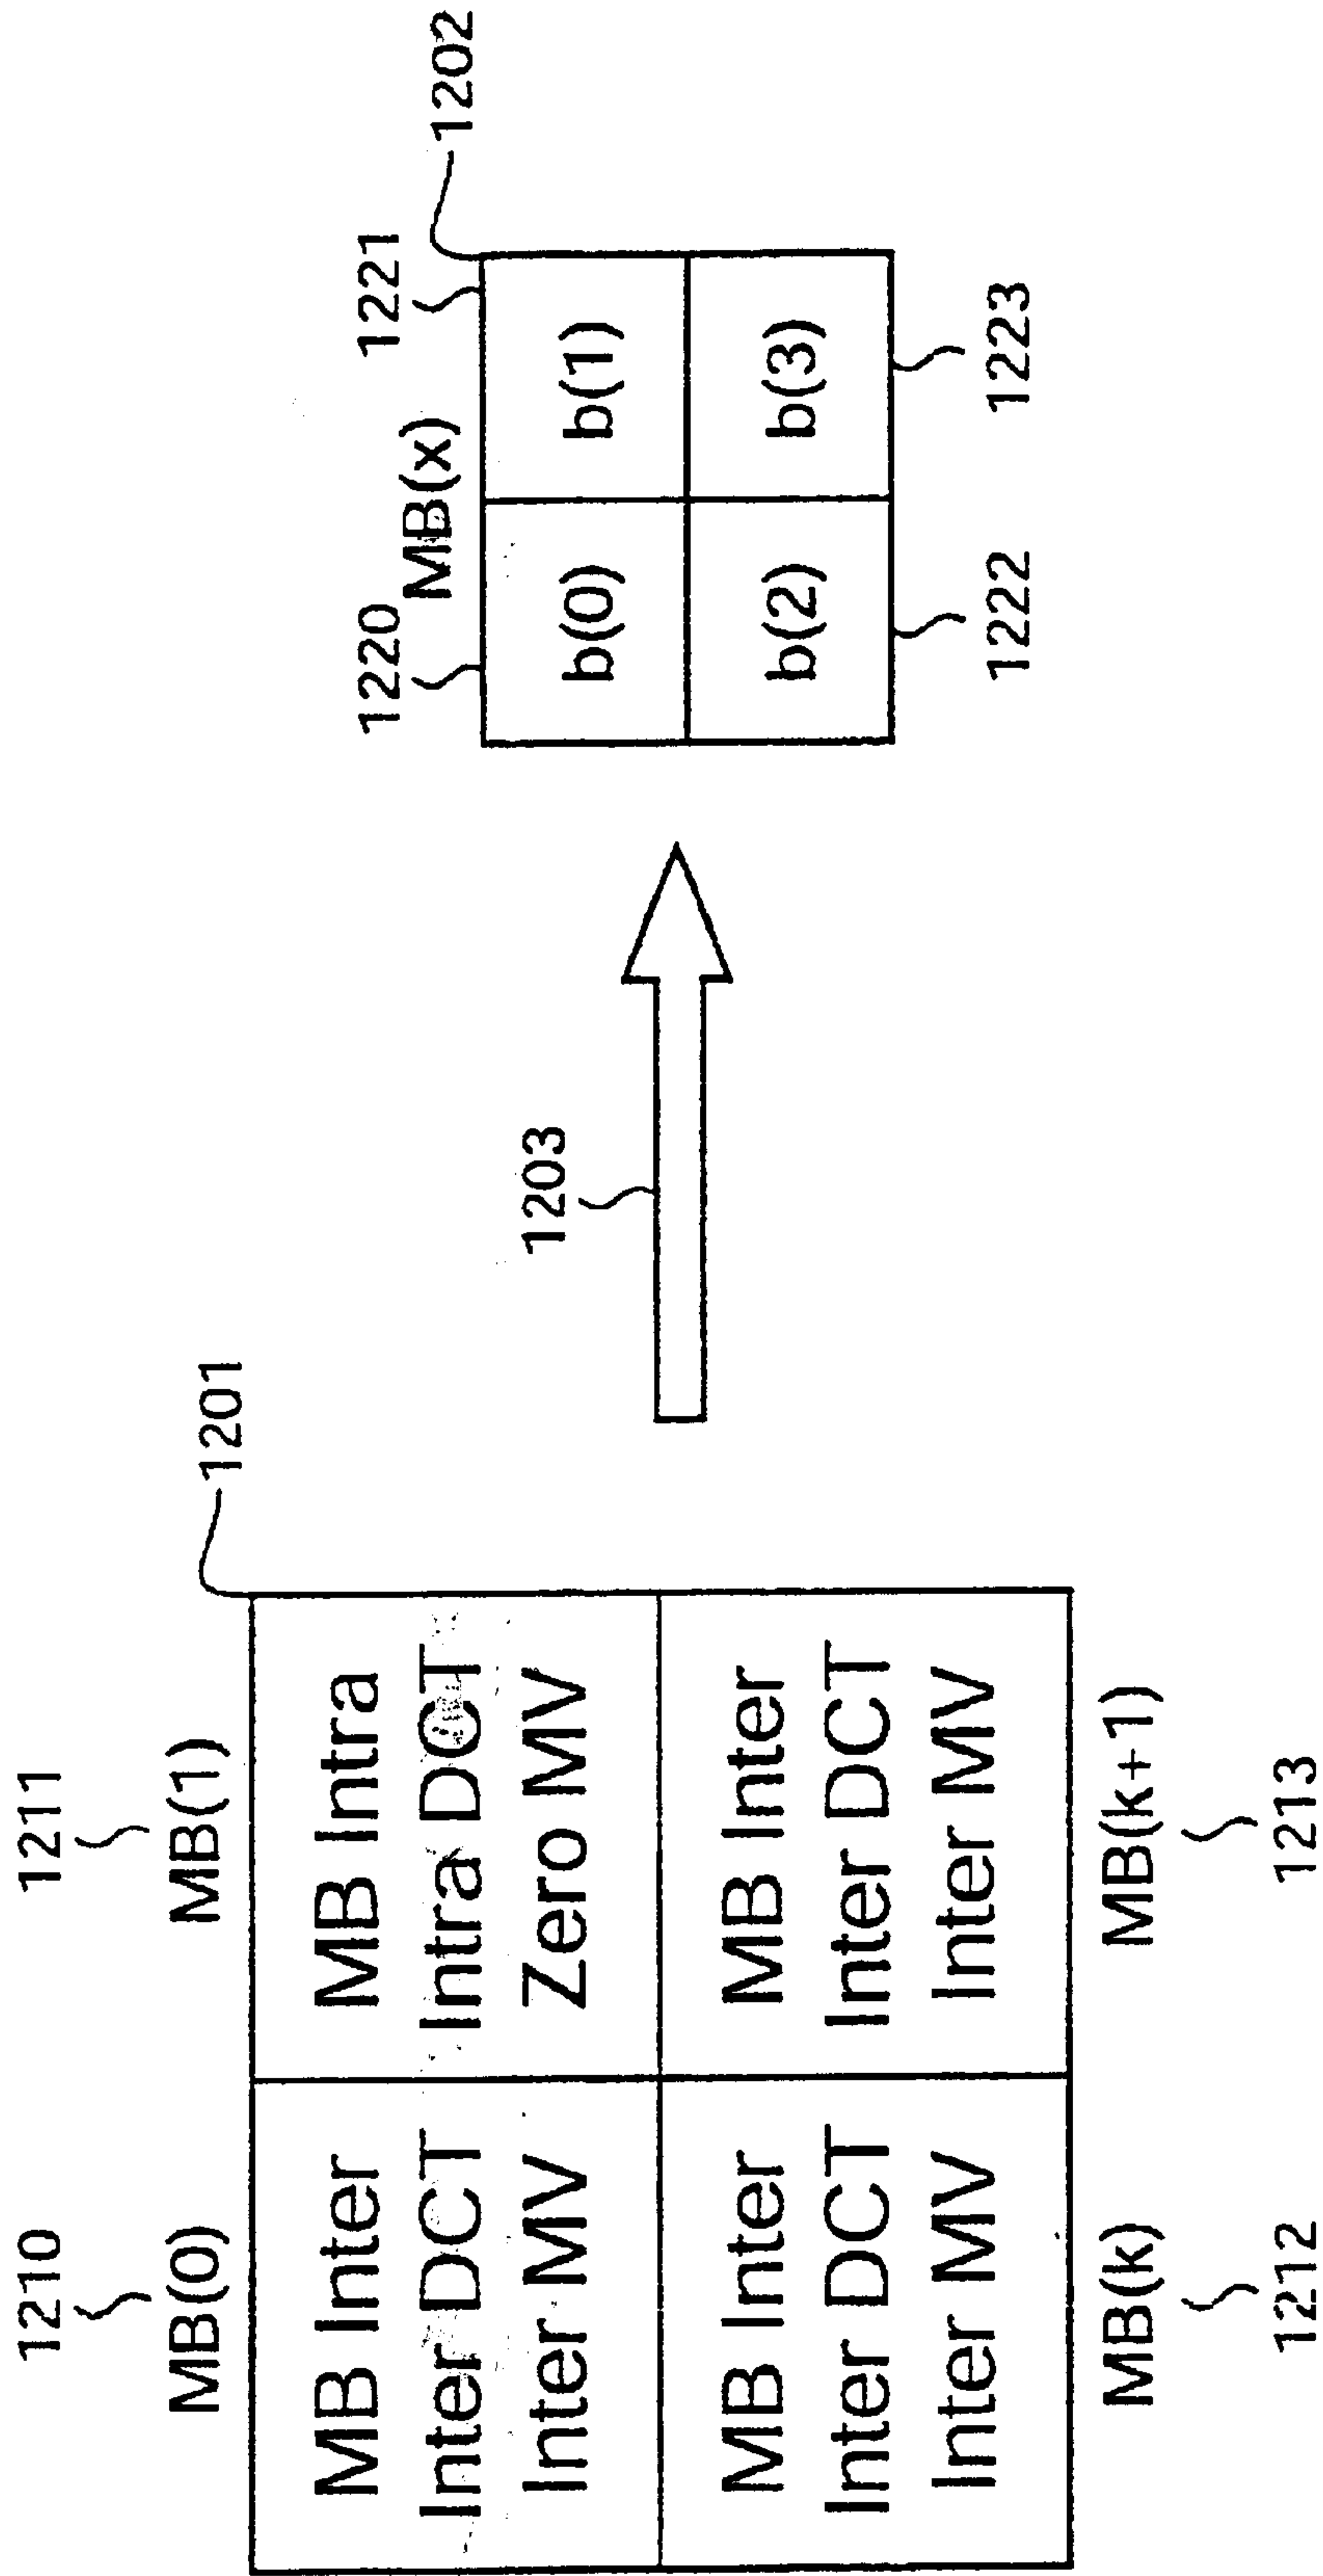 1210
1211
MB(0)
MB(1)
1201
MB Inter
Inter DCT
Inter MV
MB Intra
Intra DCT
Zero MV
MB Inter
Inter DCT
Inter MV
MB Inter
Inter DCT
Inter MV
MB(k)
MB(k+1)
1212
1213
1203
1220
1221
1202
MB(x)
b(0)
b(1)
b(2)
b(3)
1222
1223